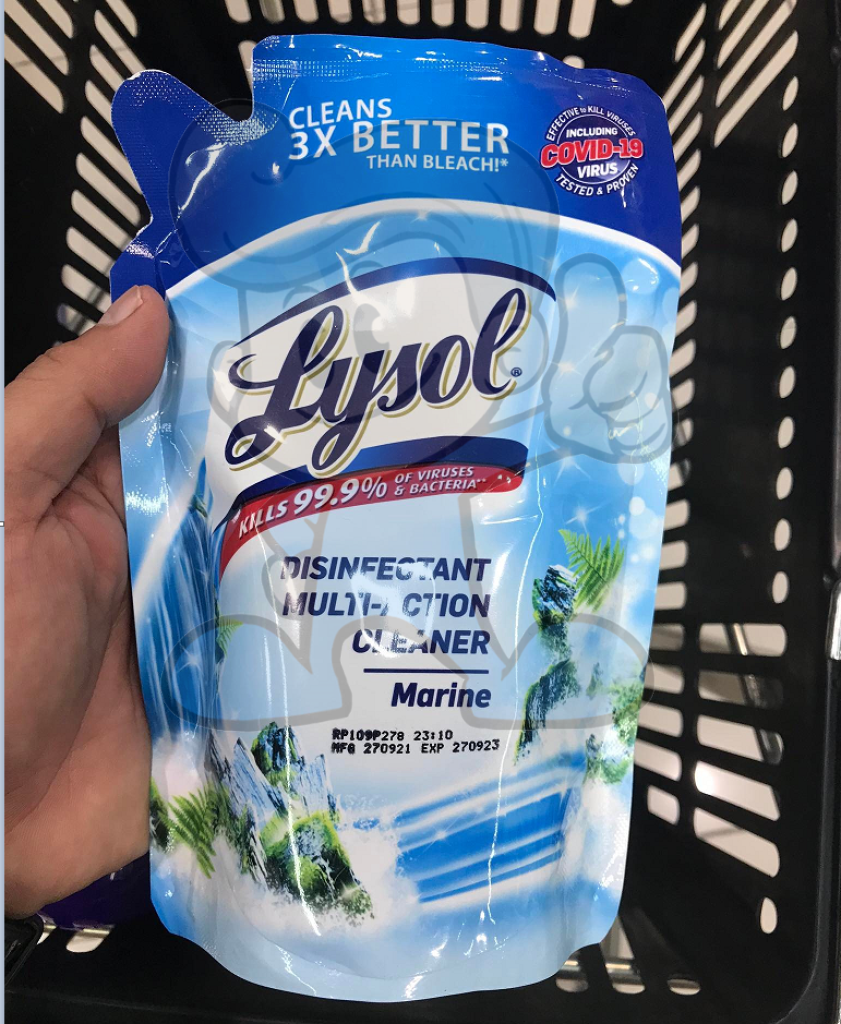 CLEANS
3X BETTER
THAN BLEACH!*
EFFECTIVE to KILL VIRUSES
INCLUDING
COVID-19
VIRUS
TESTED & PROVEN
Lysol®
KILLS 99.9% OF VIRUSES
& BACTERIA**
DISINFECTANT
MULTI-ACTION
CLEANER
Marine
RP109P278 23:10
MFG 270921 EXP 270923